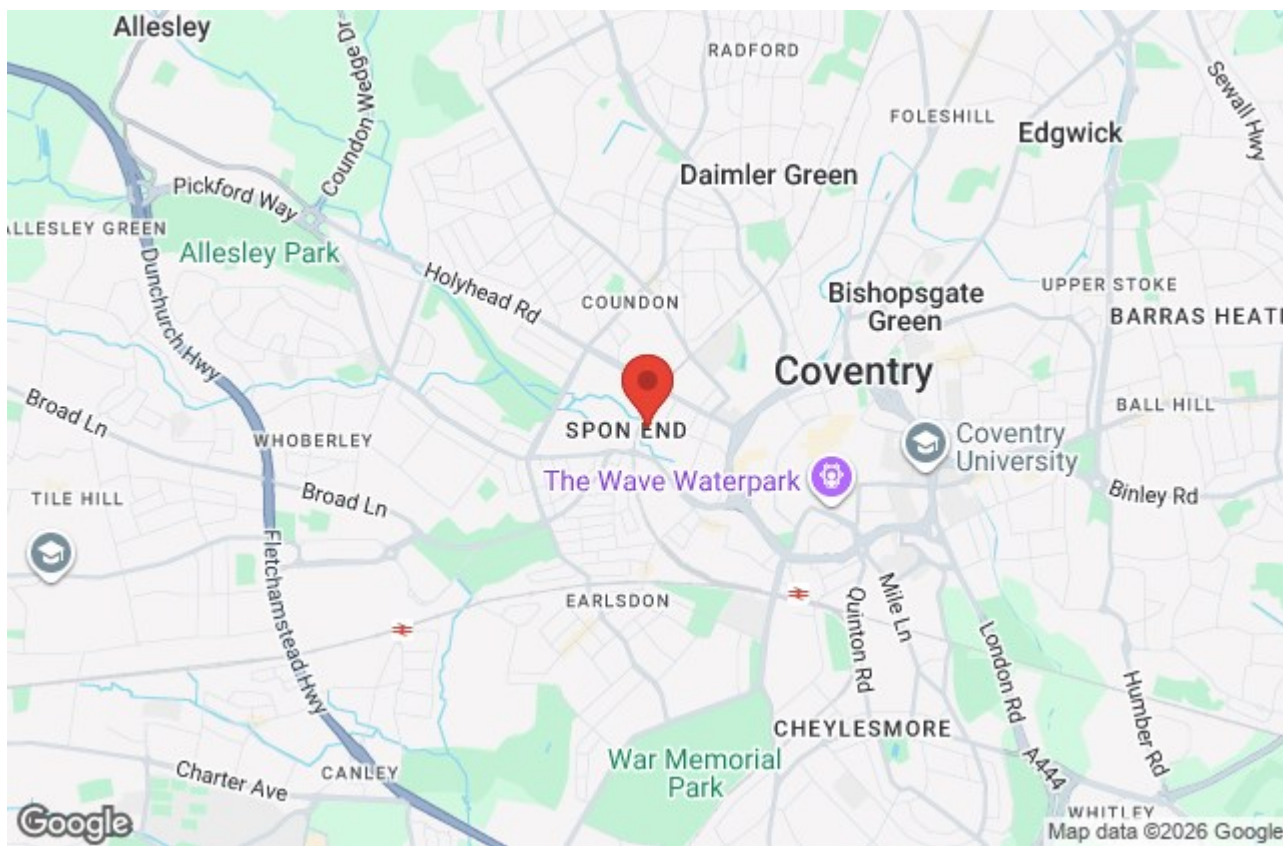 Allesley
Coundon Wedge Dr
RADFORD
Sewall Hwy
FOLESHILL
Edgwick
Daimler Green
Pickford Way
ALLESLEY GREEN
Allesley Park
Dunchurch Hwy
Holyhead Rd
COUNDON
Bishopsgate
Green
UPPER STOKE
BARRAS HEATH
Coventry
Broad Ln
WHOBERLEY
SPON END
BALL HILL
Coventry
University
The Wave Waterpark
TILE HILL
Broad Ln
Binley Rd
Fletchamstead Hwy
EARLSDON
Quinton Rd
Mile Ln
London Rd
Humber Rd
CHEYLESMORE
War Memorial
Park
A444
CANLEY
Charter Ave
WHITLEY
Google
Map data ©2026 Google